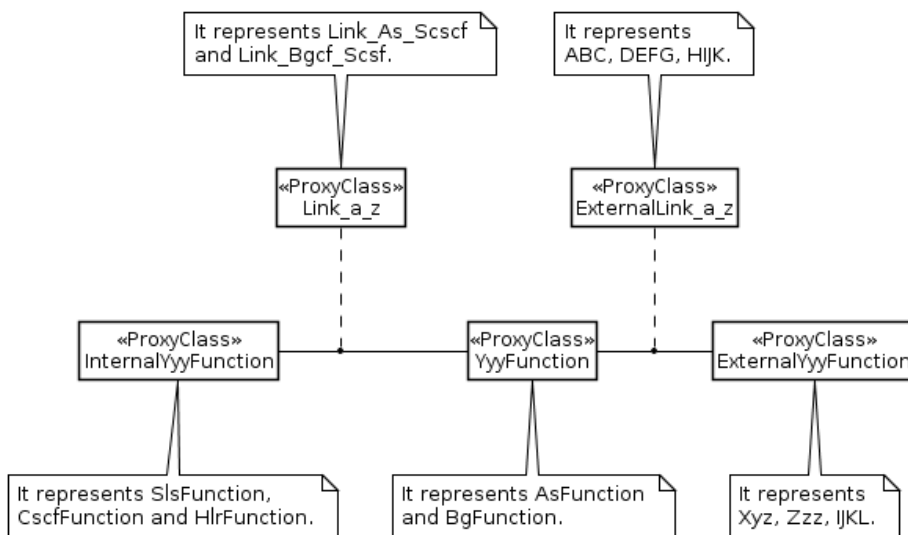 It represents Link_As_Scscf
and Link_Bgcf_Scsf.
It represents
ABC, DEFG, HIJK.
«ProxyClass»
Link_a_z
«ProxyClass»
ExternalLink_a_z
«ProxyClass»
InternalYyyFunction
«ProxyClass»
YyyFunction
«ProxyClass»
ExternalYyyFunction
It represents SlsFunction,
CscfFunction and HlrFunction.
It represents AsFunction
and BgFunction.
It represents
Xyz, Zzz, IJKL.